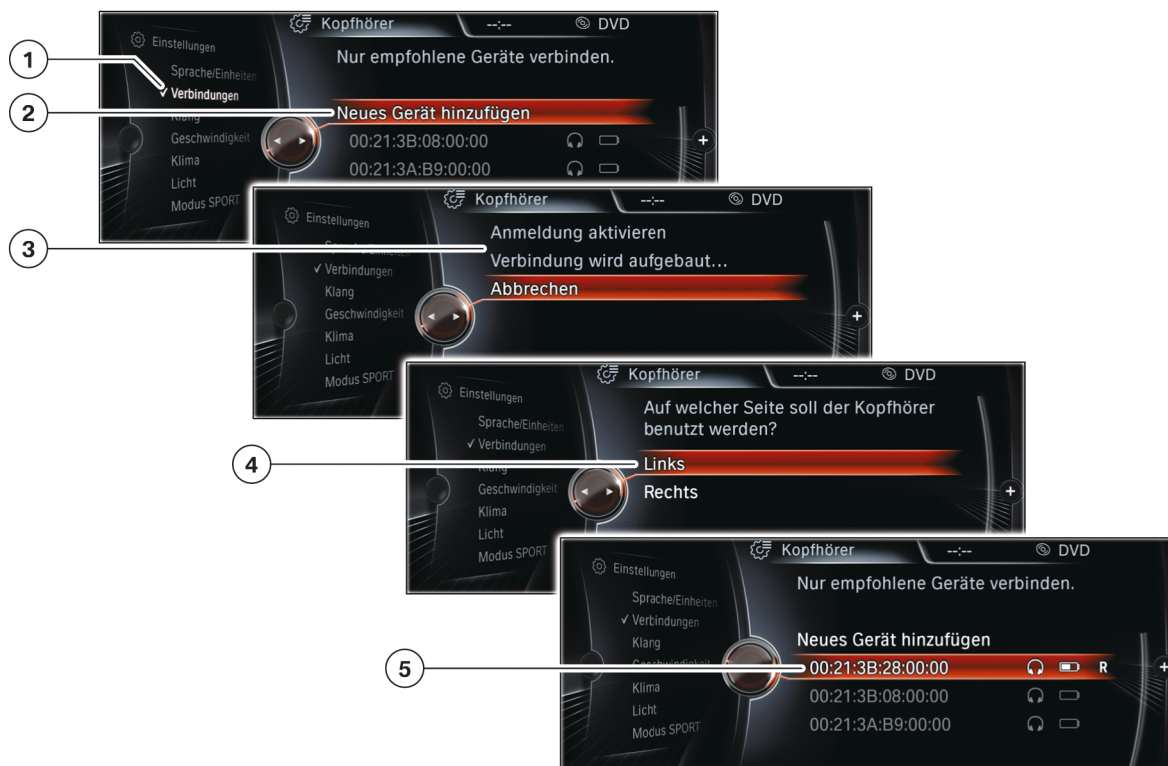 1
2
3
4
5
Kopfhörer
--:--
DVD
Einstellungen
Sprache/Einheiten
✓ Verbindungen
Klang
Geschwindigkeit
Klima
Licht
Modus SPORT
Nur empfohlene Geräte verbinden.
Neues Gerät hinzufügen
00:21:3B:08:00:00
00:21:3A:B9:00:00
+
Kopfhörer
--:--
DVD
Einstellungen
Sprache/Einheiten
✓ Verbindungen
Klang
Geschwindigkeit
Klima
Licht
Modus SPORT
Anmeldung aktivieren
Verbindung wird aufgebaut...
Abbrechen
+
Kopfhörer
--:--
DVD
Einstellungen
Sprache/Einheiten
✓ Verbindungen
Klang
Geschwindigkeit
Klima
Licht
Modus SPORT
Auf welcher Seite soll der Kopfhörer
benutzt werden?
Links
Rechts
+
Kopfhörer
--:--
DVD
Einstellungen
Sprache/Einheiten
✓ Verbindungen
Klang
Geschwindigkeit
Klima
Licht
Modus SPORT
Nur empfohlene Geräte verbinden.
Neues Gerät hinzufügen
00:21:3B:28:00:00 R
00:21:3B:08:00:00
00:21:3A:B9:00:00
+